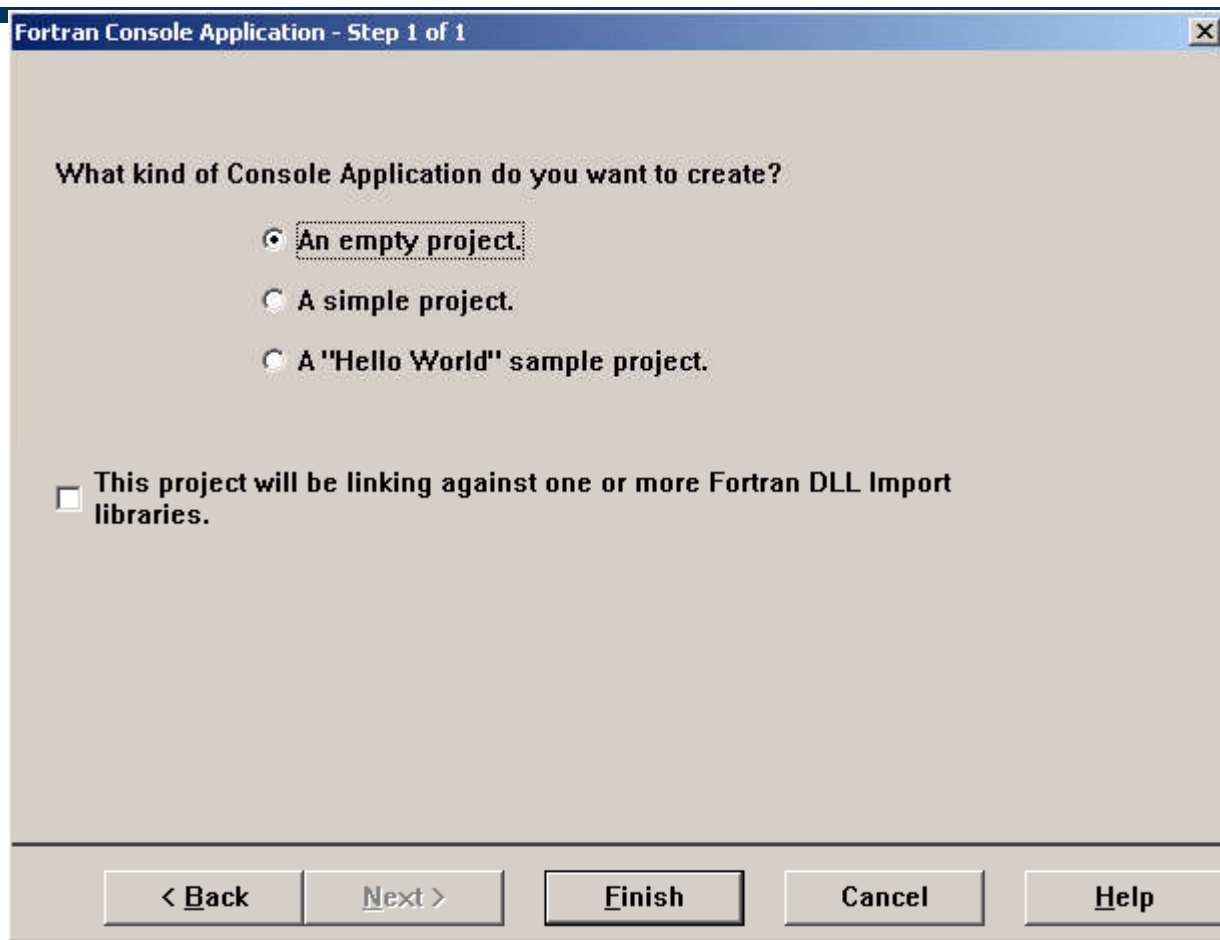 Fortran Console Application - Step 1 of 1
What kind of Console Application do you want to create?
An empty project.
A simple project.
A "Hello World" sample project.
This project will be linking against one or more Fortran DLL Import
libraries.
< Back
Next >
Finish
Cancel
Help